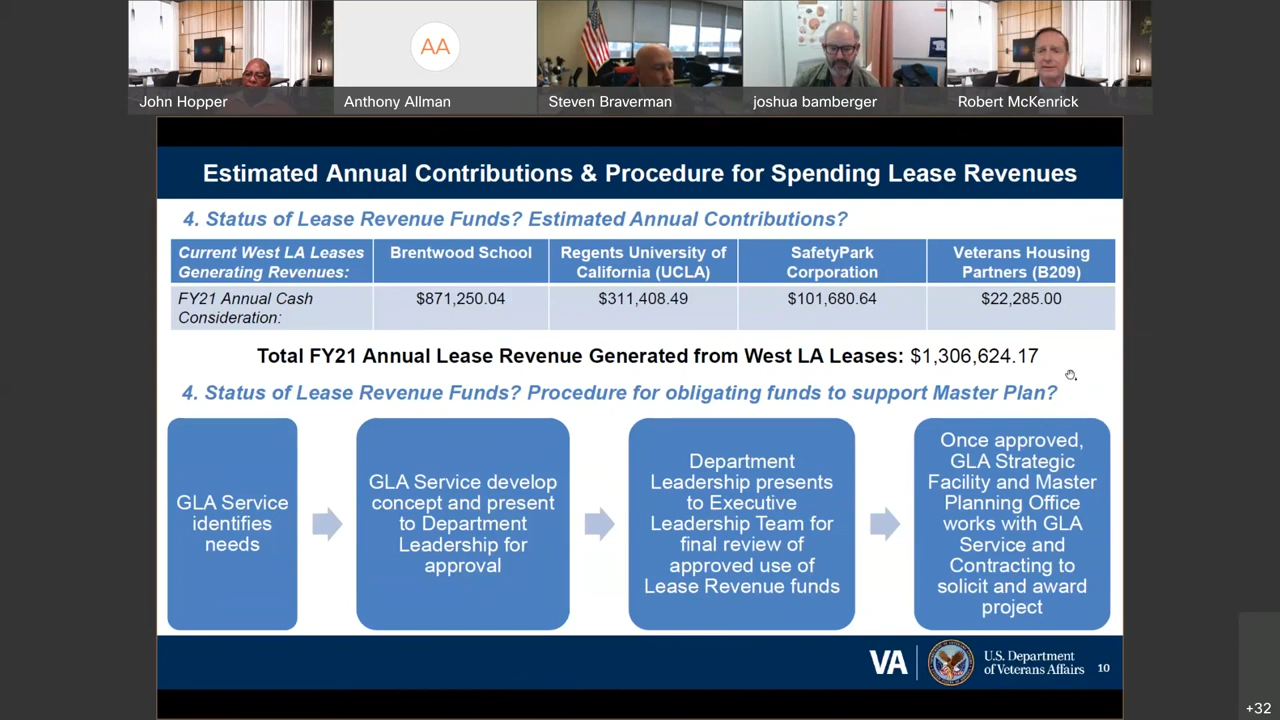 John Hopper
AA
Anthony Allman
Steven Braverman
joshua bamberger
Robert McKenrick
Estimated Annual Contributions & Procedure for Spending Lease Revenues
4. Status of Lease Revenue Funds? Estimated Annual Contributions?
Current West LA Leases
Generating Revenues:
Brentwood School
Regents University of
California (UCLA)
SafetyPark
Corporation
Veterans Housing
Partners (B209)
FY21 Annual Cash
Consideration:
$871,250.04
$311,408.49
$101,680.64
$22,285.00
Total FY21 Annual Lease Revenue Generated from West LA Leases: $1,306,624.17
4. Status of Lease Revenue Funds? Procedure for obligating funds to support Master Plan?
GLA Service
identifies
needs
GLA Service develop
concept and present
to Department
Leadership for
approval
Department
Leadership presents
to Executive
Leadership Team for
final review of
approved use of
Lease Revenue funds
Once approved,
GLA Strategic
Facility and Master
Planning Office
works with GLA
Service and
Contracting to
solicit and award
project
VA
U.S. Department
of Veterans Affairs
10
+32